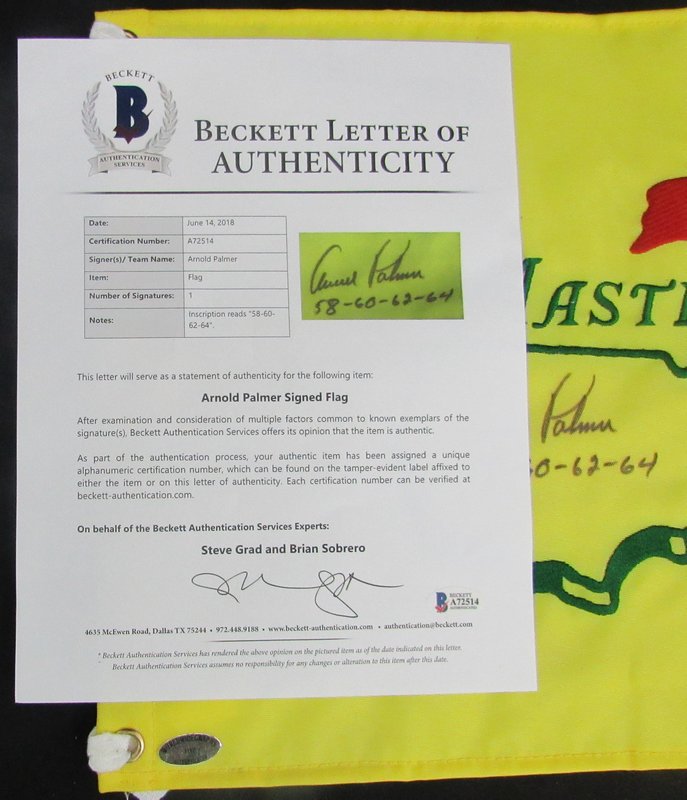 BECKETT
B
AUTHENTICATION
SERVICES
BECKETT LETTER OF
AUTHENTICITY
Date: June 14, 2018
Certification Number: A72514
Signer(s)/ Team Name: Arnold Palmer
Item: Flag
Number of Signatures: 1
Notes: Inscription reads "58-60-
62-64".
Arnold Palmer
58-60-62-64
This letter will serve as a statement of authenticity for the following item:
Arnold Palmer Signed Flag
After examination and consideration of multiple factors common to known exemplars of the
signature(s), Beckett Authentication Services offers its opinion that the item is authentic.
As part of the authentication process, your authentic item has been assigned a unique
alphanumeric certification number, which can be found on the tamper-evident label affixed to
either the item or on this letter of authenticity. Each certification number can be verified at
beckett-authentication.com.
On behalf of the Beckett Authentication Services Experts:
Steve Grad and Brian Sobrero
B BECKETT
A72514
AUTHENTICATED
4635 McEwen Road, Dallas TX 75244 • 972.448.9188 • www.beckett-authentication.com • authentication@beckett.com
* Beckett Authentication Services has rendered the above opinion on the pictured item as of the date indicated on this letter.
Beckett Authentication Services assumes no responsibility for any changes or alteration to this item after this date.
MASTE
Palmer
60-62-64